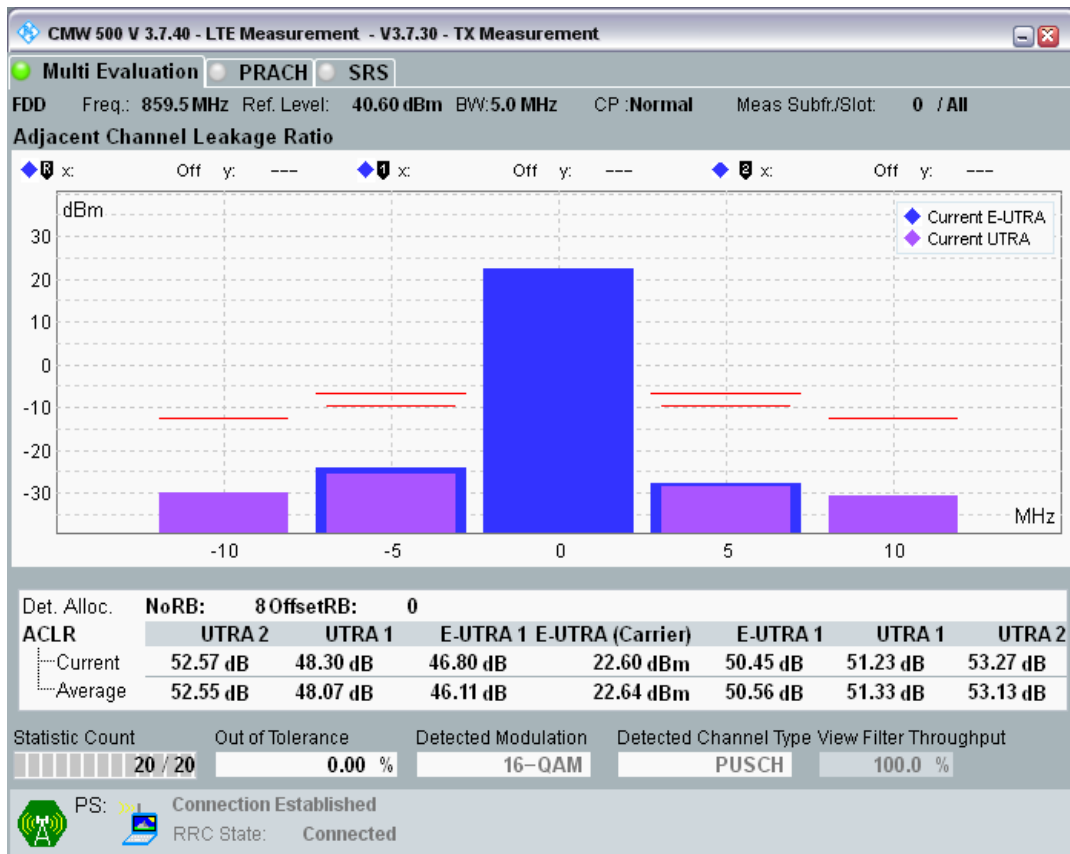 CMW 500 V 3.7.40 - LTE Measurement - V3.7.30 - TX Measurement
Multi Evaluation PRACH SRS
FDD Freq.: 859.5 MHz Ref. Level: 40.60 dBm BW:5.0 MHz CP :Normal Meas Subfr./Slot: 0 / All
Adjacent Channel Leakage Ratio
R x: Off y: --- 1 x: Off y: --- 2 x: Off y: ---
dBm
Current E-UTRA
Current UTRA
30
20
10
0
-10
-20
-30
MHz
-10 -5 0 5 10
Det. Alloc. NoRB: 8 OffsetRB: 0
ACLR UTRA 2 UTRA 1 E-UTRA 1 E-UTRA (Carrier) E-UTRA 1 UTRA 1 UTRA 2
Current 52.57 dB 48.30 dB 46.80 dB 22.60 dBm 50.45 dB 51.23 dB 53.27 dB
Average 52.55 dB 48.07 dB 46.11 dB 22.64 dBm 50.56 dB 51.33 dB 53.13 dB
Statistic Count Out of Tolerance Detected Modulation Detected Channel Type View Filter Throughput
20 / 20 0.00 % 16-QAM PUSCH 100.0 %
PS: Connection Established
RRC State: Connected